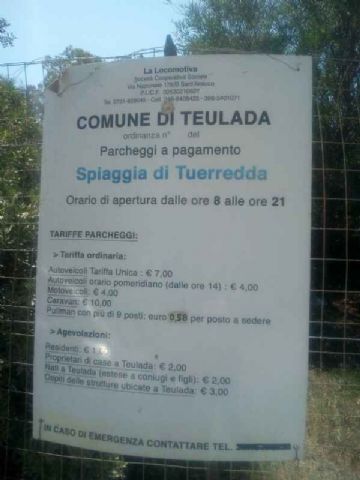 La Locomotiva
Società Cooperativa Sociale
COMUNE DI TEULADA
ordinanza n° del
Parcheggi a pagamento
Spiaggia di Tuerredda
Orario di apertura dalle ore 8 alle ore 21
TARIFFE PARCHEGGI:
> Tariffa ordinaria:
Autoveicoli Tariffa Unica : € 7,00
Autoveicoli orario pomeridiano (dalle ore 14) : € 4,00
Motoveicoli: € 4,00
Caravan: € 10,00
Pullman con più di 9 posti: euro 0,58 per posto a sedere
> Agevolazioni:
Residenti: €
Proprietari di case a Teulada: € 2,00
Nati a Teulada (estese a coniugi e figli): € 2,00
Ospiti delle strutture ubicate a Teulada: € 3,00
IN CASO DI EMERGENZA CONTATTARE TEL.